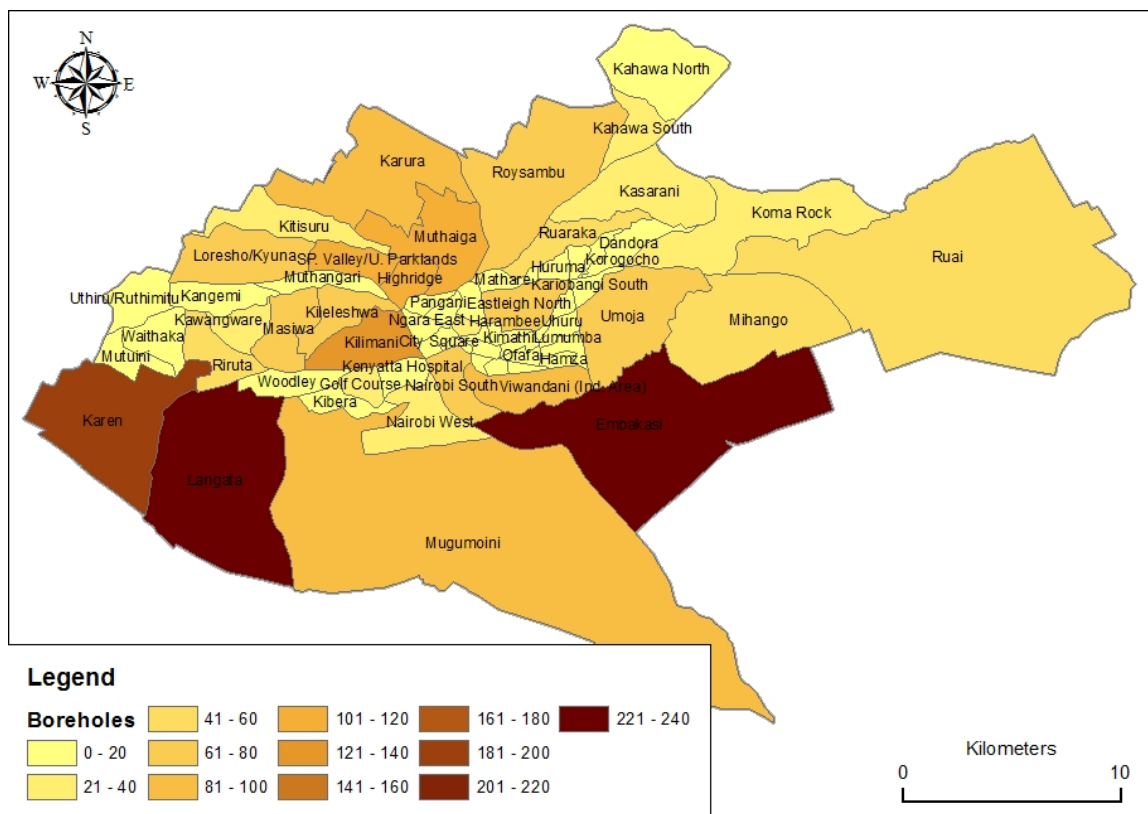 N
W E
S
Kahawa North
Kahawa South
Karura
Roysambu
Kasarani
Koma Rock
Kitisuru
Muthaiga
Ruaraka
Dandora
Loresho/Kyuna
SP. Valley/U. Parklands
Huruma
Korogocho
Ruai
Muthangari
Highridge
Mathare
Kariobangi South
Uthiru/Ruthimitu
Kangemi
Pangani
Eastleigh North
Kileleshwa
Kawangware
Ngara East
Harambee
Uhuru
Umoja
Mihango
Waithaka
Masiwa
Kilimani
City Square
Kimathi
Lumumba
Mutuini
Ofafa
Hamza
Riruta
Kenyatta Hospital
Woodley
Golf Course
Nairobi South
Viwandani (Ind. Area)
Kibera
Karen
Nairobi West
Embakasi
Langata
Mugumoini
Legend
Boreholes
0 - 20
21 - 40
41 - 60
61 - 80
81 - 100
101 - 120
121 - 140
141 - 160
161 - 180
181 - 200
201 - 220
221 - 240
Kilometers
0 10